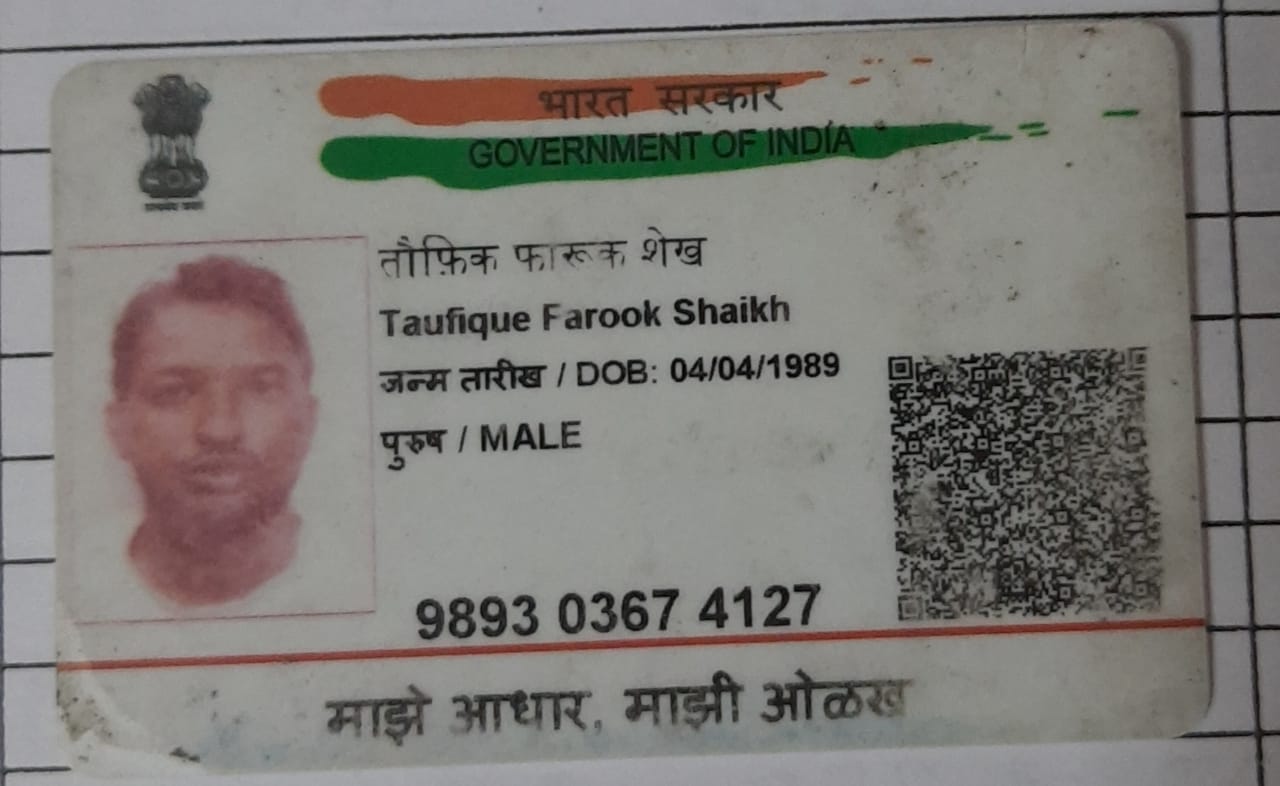 भारत सरकार
GOVERNMENT OF INDIA
तौफ़िक फारूक शेख
Taufique Farook Shaikh
जन्म तारीख / DOB: 04/04/1989
पुरुष / MALE
9893 0367 4127
माझे आधार, माझी ओळख